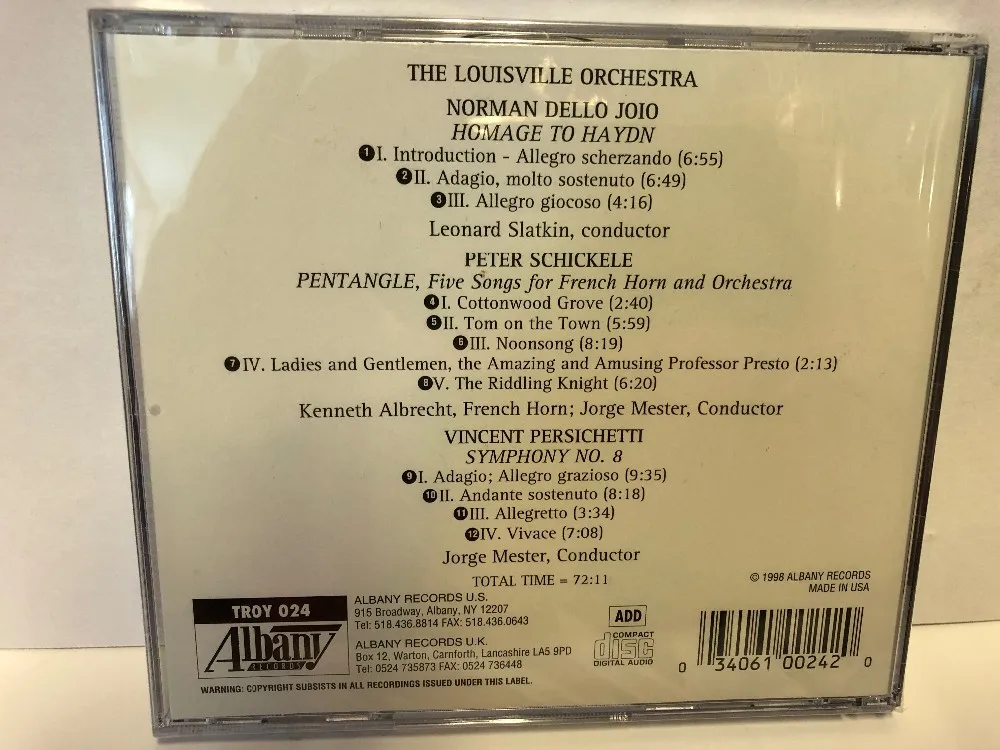 THE LOUISVILLE ORCHESTRA
NORMAN DELLO JOIO
HOMAGE TO HAYDN
1 I. Introduction - Allegro scherzando (6:55)
2 II. Adagio, molto sostenuto (6:49)
3 III. Allegro giocoso (4:16)
Leonard Slatkin, conductor
PETER SCHICKELE
PENTANGLE, Five Songs for French Horn and Orchestra
4 I. Cottonwood Grove (2:40)
5 II. Tom on the Town (5:59)
6 III. Noonsong (8:19)
7 IV. Ladies and Gentlemen, the Amazing and Amusing Professor Presto (2:13)
8 V. The Riddling Knight (6:20)
Kenneth Albrecht, French Horn; Jorge Mester, Conductor
VINCENT PERSICHETTI
SYMPHONY NO. 8
9 I. Adagio; Allegro grazioso (9:35)
10 II. Andante sostenuto (8:18)
11 III. Allegretto (3:34)
12 IV. Vivace (7:08)
Jorge Mester, Conductor
TOTAL TIME = 72:11
© 1998 ALBANY RECORDS
MADE IN USA
TROY 024
Albany
RECORDS
ALBANY RECORDS U.S.
915 Broadway, Albany, NY 12207
Tel: 518.436.8814 FAX: 518.436.0643
ALBANY RECORDS U.K.
Box 12, Warton, Carnforth, Lancashire LA5 9PD
Tel: 0524 735873 FAX: 0524 736448
WARNING: COPYRIGHT SUBSISTS IN ALL RECORDINGS ISSUED UNDER THIS LABEL.
ADD
COMPACT
disc
DIGITAL AUDIO
0 34061 00242 0